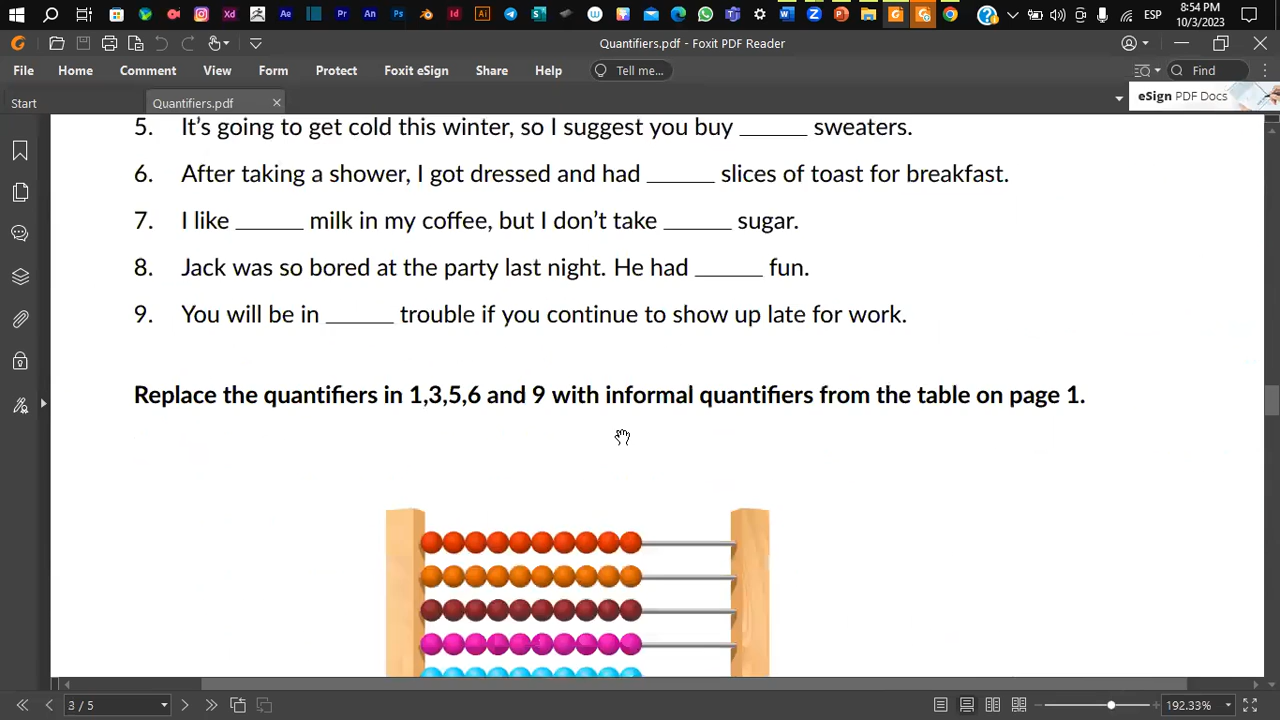 8:54 PM
ESP
10/3/2023
Quantifiers.pdf - Foxit PDF Reader
File Home Comment View Form Protect Foxit eSign Share Help Tell me... Find
Start Quantifiers.pdf eSign PDF Docs
5. It's going to get cold this winter, so I suggest you buy ______ sweaters.
6. After taking a shower, I got dressed and had ______ slices of toast for breakfast.
7. I like ______ milk in my coffee, but I don't take ______ sugar.
8. Jack was so bored at the party last night. He had ______ fun.
9. You will be in ______ trouble if you continue to show up late for work.
Replace the quantifiers in 1,3,5,6 and 9 with informal quantifiers from the table on page 1.
3 / 5 192.33%